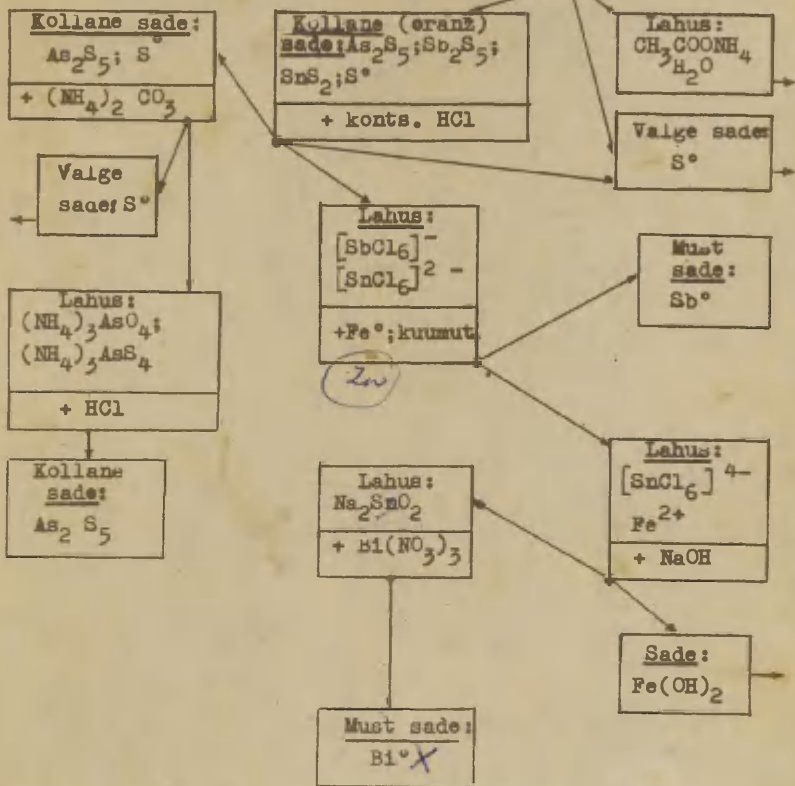 Kollane sade:
As₂S₅; S°
+ (NH₄)₂ CO₃
Kollane (oranž)
sade: As₂S₅; Sb₂S₅;
SnS₂; S°
+ konts. HCl
Lahus:
CH₃COONH₄
H₂O
Valge sade:
S°
Valge
sade: S°
Lahus:
[SbCl₆]⁻
[SnCl₆]²⁻
+Fe°; kuumut.
Zn
Must
sade:
Sb°
Lahus:
(NH₄)₃AsO₄;
(NH₄)₃AsS₄
+ HCl
Kollane
sade:
As₂ S₅
Lahus:
Na₂SnO₂
+ Bi(NO₃)₃
Lahus:
[SnCl₆]⁴⁻
Fe²⁺
+ NaOH
Sade:
Fe(OH)₂
Must sade:
Bi° X